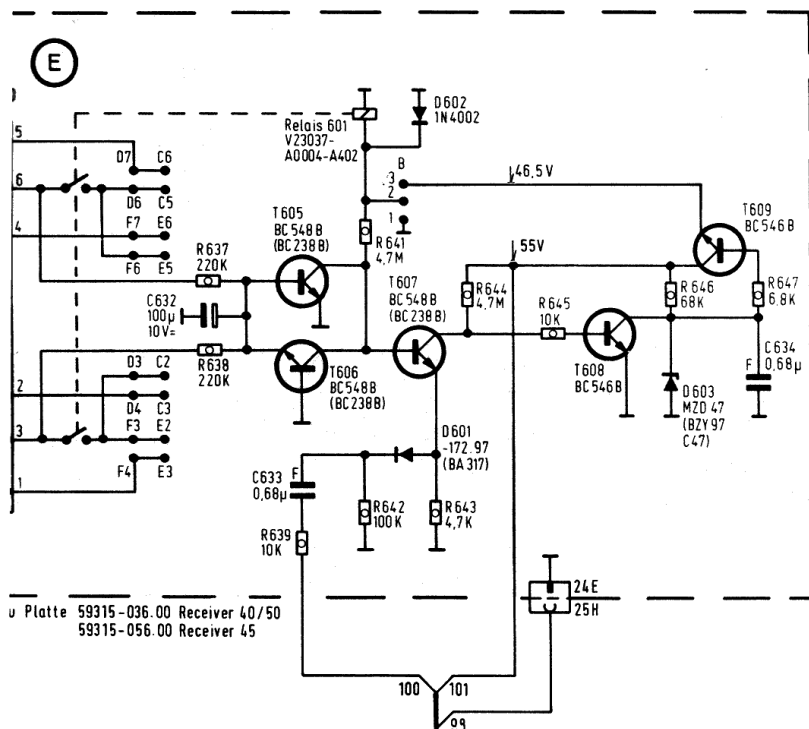 E
D602
1N4002
Relais 601
V23037-
A0004-A402
5
D7
C6
B
3
46,5V
6
2
D6
C5
T609
BC546B
T605
BC548B
(BC238B)
1
4
F7
E6
R641
4,7M
55V
R637
220K
F6
E5
T607
BC548B
(BC238B)
R644
4,7M
R646
68K
R647
6,8K
C632
100µ
10V=
R645
10K
R638
220K
D3
C2
T606
BC548B
(BC238B)
T608
BC546B
C634
F
0,68µ
2
D4
C3
D603
MZD 47
(BZY 97
C47)
F3
E2
3
D601
-172.97
(BA317)
F4
E3
C633
F
0,68µ
1
R642
100K
R643
4,7K
R639
10K
24E
25H
u Platte 59315-036.00 Receiver 40/50
59315-056.00 Receiver 45
100
101
99